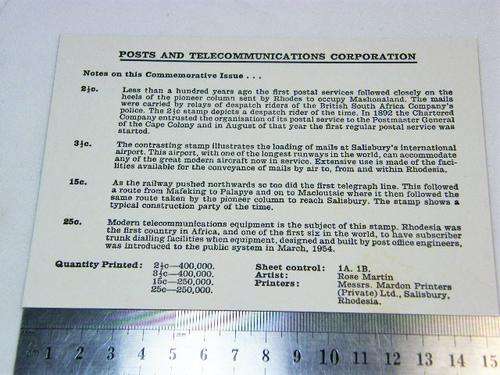 POSTS AND TELECOMMUNICATIONS CORPORATION
Notes on this Commemorative Issue . . .
2½c. Less than a hundred years ago the first postal services followed closely on the
heels of the pioneer column sent by Rhodes to occupy Mashonaland. The mails
were carried by relays of despatch riders of the British South Africa Company's
police. The 2½c stamp depicts a despatch rider of the time. In 1892 the Chartered
Company entrusted the organisation of its postal service to the Postmaster General
of the Cape Colony and in August of that year the first regular postal service was
started.
3½c. The contrasting stamp illustrates the loading of mails at Salisbury's international
airport. This airport, with one of the longest runways in the world, can accommodate
any of the great modern aircraft now in service. Extensive use is made of the faci-
lities available for the conveyance of mails by air to, from and within Rhodesia.
15c. As the railway pushed northwards so too did the first telegraph line. This followed
a route from Mafeking to Palapye and on to Macloutsie where it then followed the
same route taken by the pioneer column to reach Salisbury. The stamp shows a
typical construction party of the time.
25c. Modern telecommunications equipment is the subject of this stamp. Rhodesia was
the first country in Africa, and one of the first six in the world, to have subscriber
trunk dialling facilities when equipment, designed and built by post office engineers,
was introduced to the public system in March, 1954.
Quantity Printed: 2½c—400,000. Sheet control: 1A. 1B.
3½c—400,000. Artist: Rose Martin
15c—250,000. Printers: Messrs. Mardon Printers
25c—250,000. (Private) Ltd., Salisbury,
Rhodesia.
1 2 3 4 5 6 7 8 9 10 11 12 13 14 15